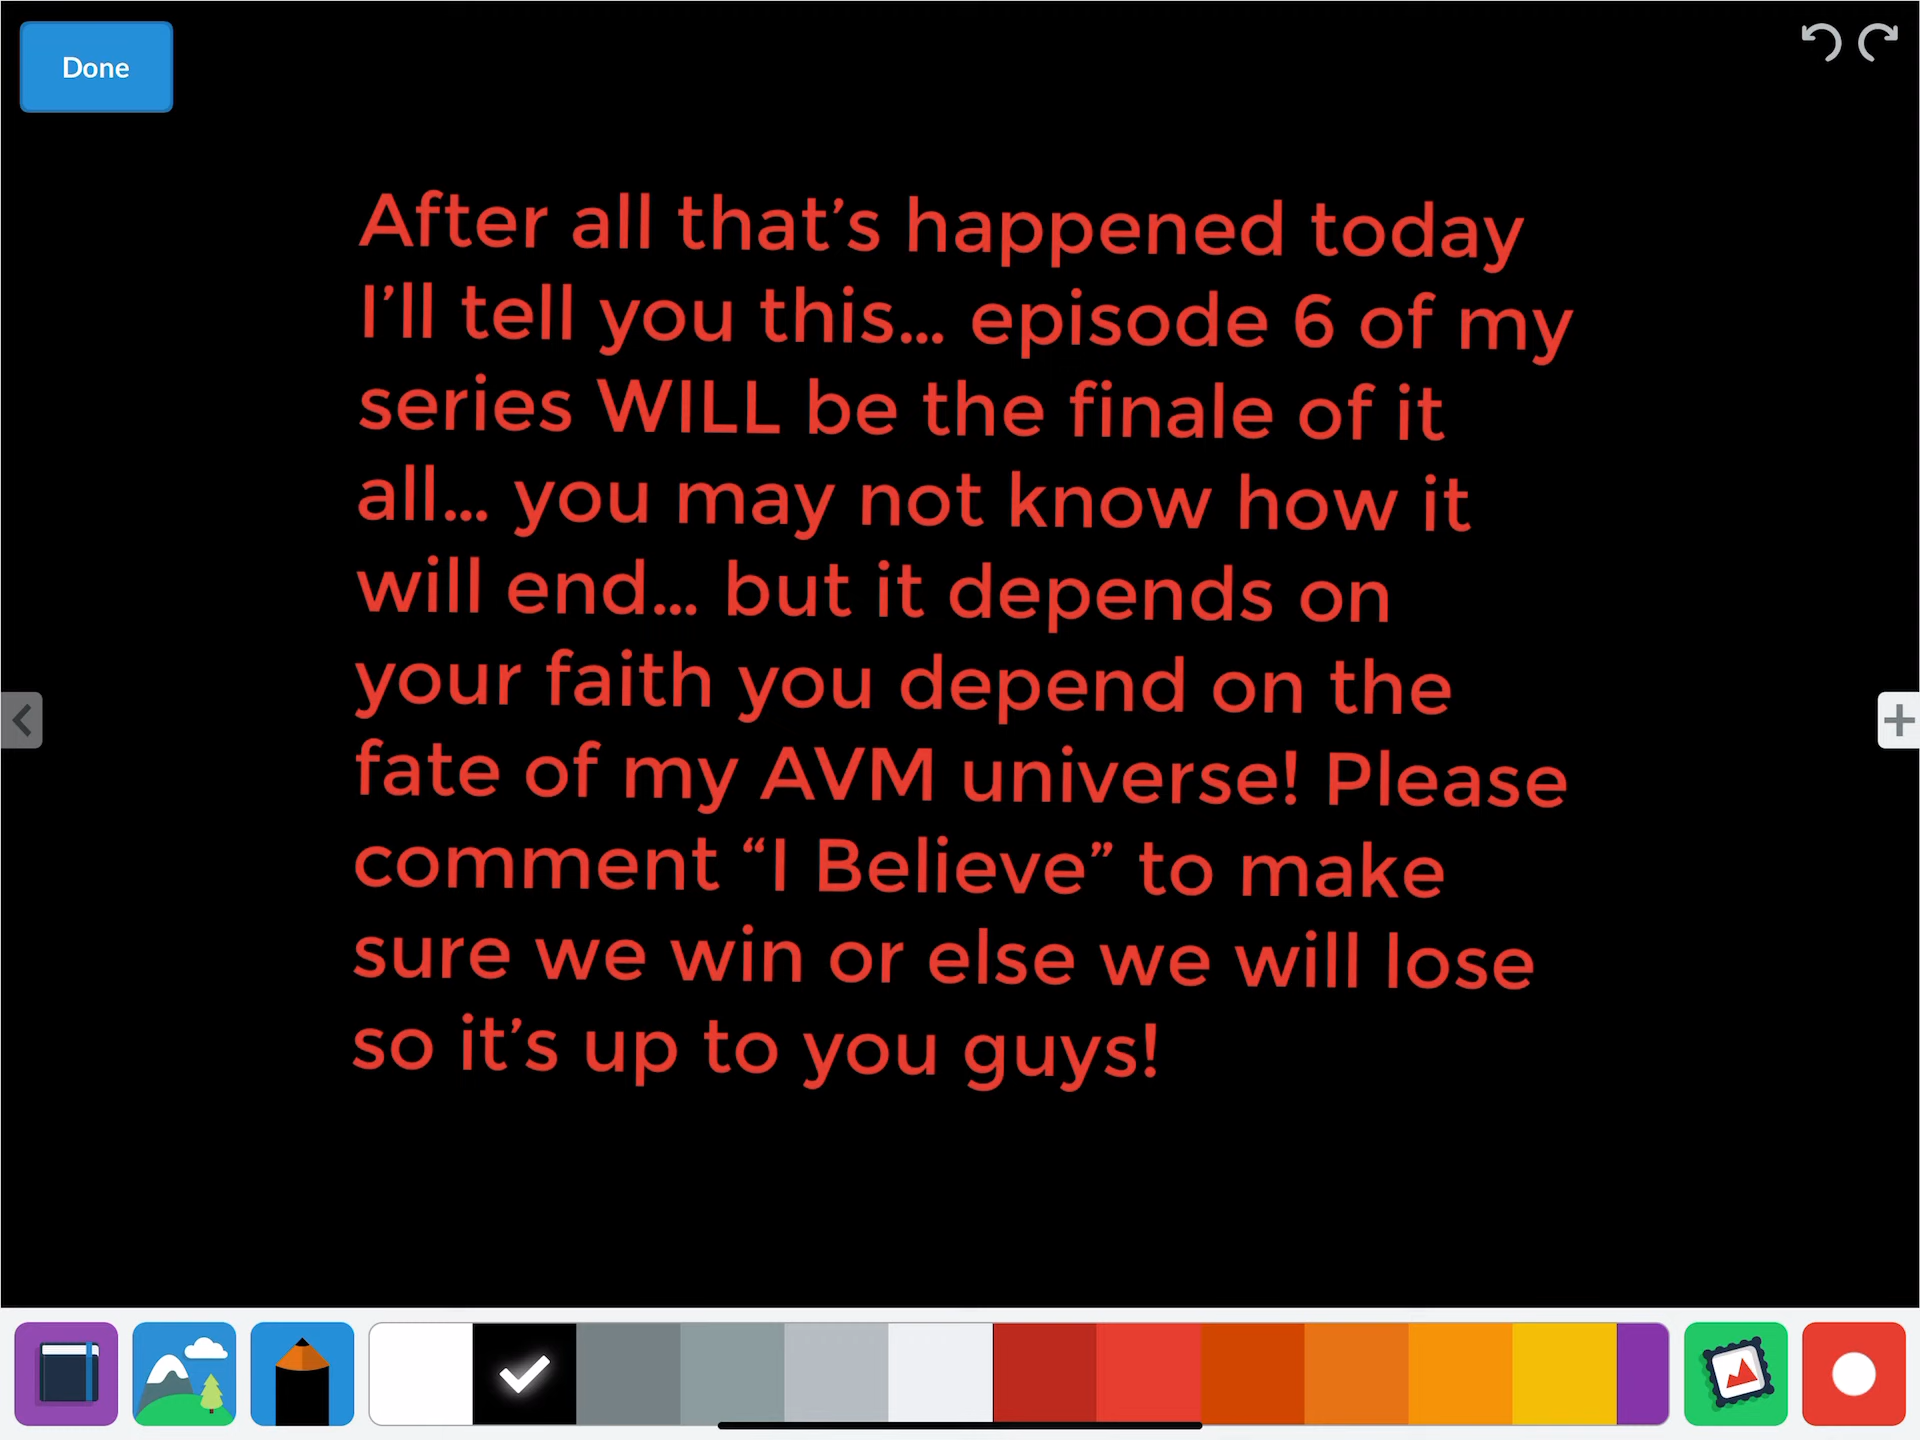 Done
After all that’s happened today
I’ll tell you this... episode 6 of my
series WILL be the finale of it
all... you may not know how it
will end... but it depends on
your faith you depend on the
fate of my AVM universe! Please
comment “I Believe” to make
sure we win or else we will lose
so it’s up to you guys!